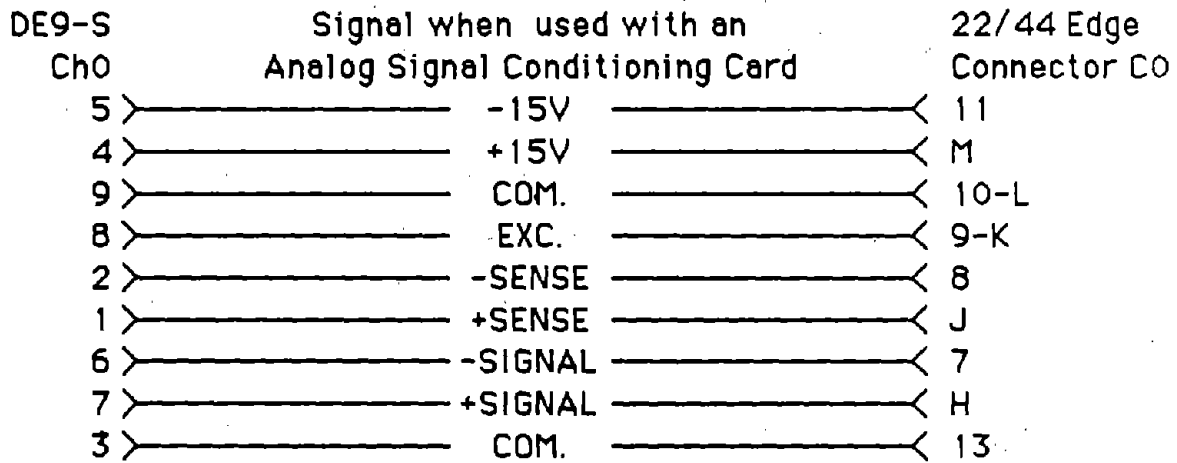 DE9-S Signal when used with an 22/44 Edge
Ch0 Analog Signal Conditioning Card Connector C0
5 -15V 11
4 +15V M
9 COM. 10-L
8 EXC. 9-K
2 -SENSE 8
1 +SENSE J
6 -SIGNAL 7
7 +SIGNAL H
3 COM. 13